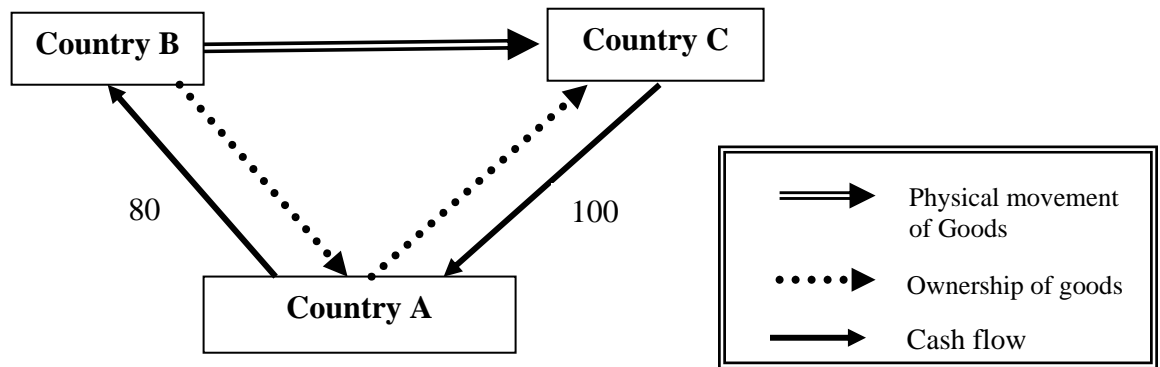 Country B
Country C
80
100
Country A
Physical movement
of Goods
Ownership of goods
Cash flow